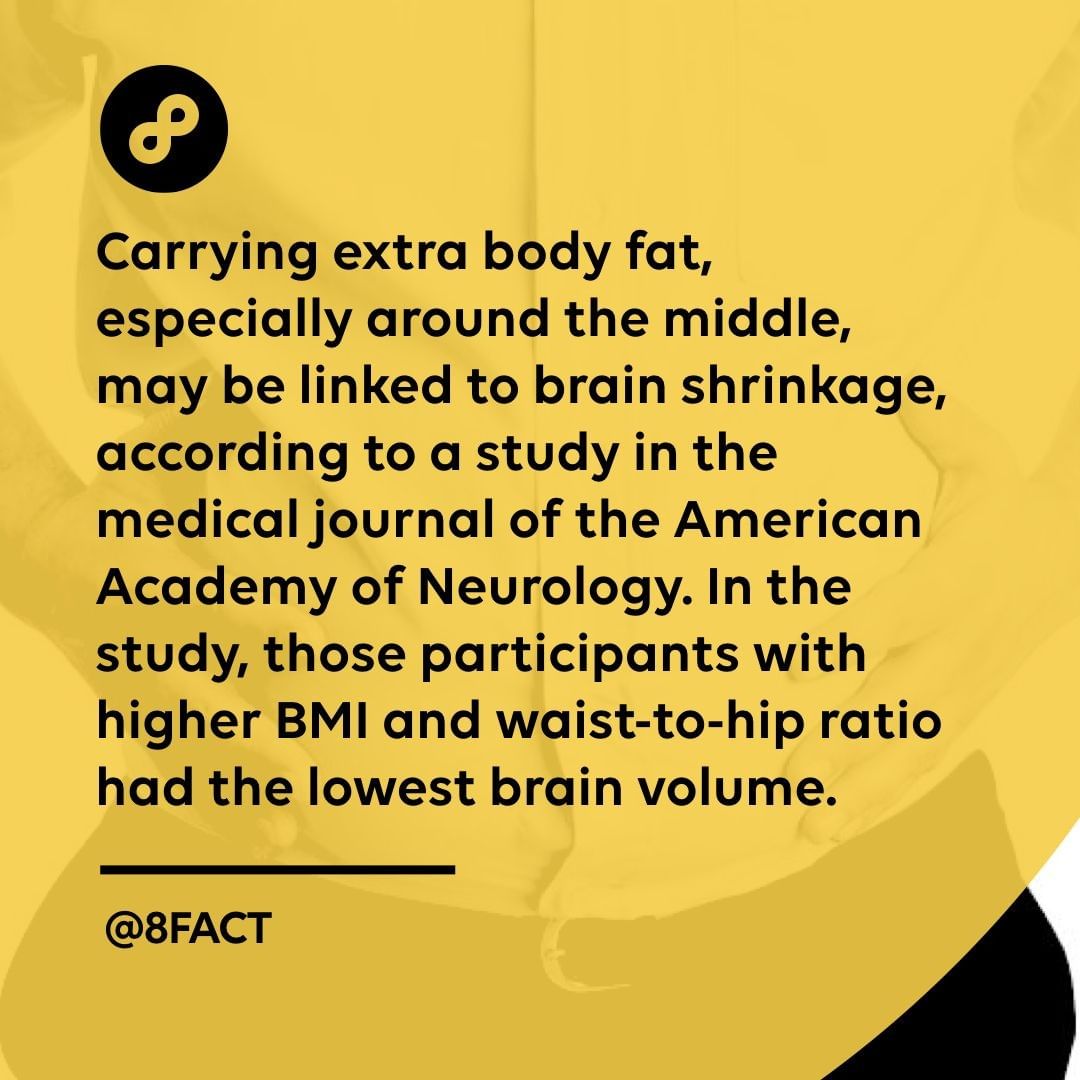 Carrying extra body fat,
especially around the middle,
may be linked to brain shrinkage,
according to a study in the
medical journal of the American
Academy of Neurology. In the
study, those participants with
higher BMI and waist-to-hip ratio
had the lowest brain volume.
@8FACT